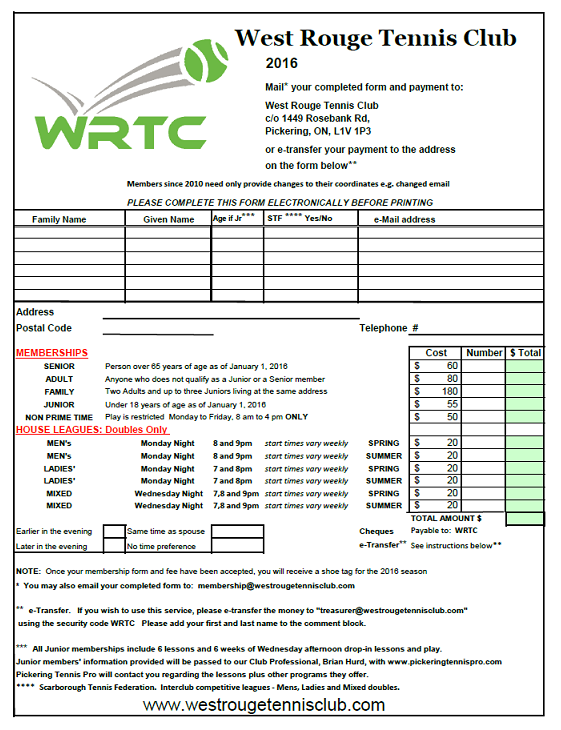 West Rouge Tennis Club
2016
WRTC
Mail* your completed form and payment to:
West Rouge Tennis Club
c/o 1449 Rosebank Rd,
Pickering, ON, L1V 1P3
or e-transfer your payment to the address
on the form below**
Members since 2010 need only provide changes to their coordinates e.g. changed email
PLEASE COMPLETE THIS FORM ELECTRONICALLY BEFORE PRINTING
Family Name Given Name Age if Jr*** STF **** Yes/No e-Mail address
Address
Postal Code Telephone #
MEMBERSHIPS Cost Number $ Total
SENIOR Person over 65 years of age as of January 1, 2016 $ 60
ADULT Anyone who does not qualify as a Junior or a Senior member $ 80
FAMILY Two Adults and up to three Juniors living at the same address $ 180
JUNIOR Under 18 years of age as of January 1, 2016 $ 55
NON PRIME TIME Play is restricted Monday to Friday, 8 am to 4 pm ONLY $ 50
HOUSE LEAGUES: Doubles Only
MEN's Monday Night 8 and 9pm start times vary weekly SPRING $ 20
MEN's Monday Night 8 and 9pm start times vary weekly SUMMER $ 20
LADIES' Monday Night 7 and 8pm start times vary weekly SPRING $ 20
LADIES' Monday Night 7 and 8pm start times vary weekly SUMMER $ 20
MIXED Wednesday Night 7,8 and 9pm start times vary weekly SPRING $ 20
MIXED Wednesday Night 7,8 and 9pm start times vary weekly SUMMER $ 20
TOTAL AMOUNT $
Earlier in the evening Same time as spouse Cheques Payable to: WRTC
Later in the evening No time preference e-Transfer** See instructions below**
NOTE: Once your membership form and fee have been accepted, you will receive a shoe tag for the 2016 season
* You may also email your completed form to: membership@westrougetennisclub.com
** e-Transfer. If you wish to use this service, please e-transfer the money to "treasurer@westrougetennisclub.com"
using the security code WRTC Please add your first and last name to the comment block.
*** All Junior memberships include 6 lessons and 6 weeks of Wednesday afternoon drop-in lessons and play.
Junior members' information provided will be passed to our Club Professional, Brian Hurd, with www.pickeringtennispro.com
Pickering Tennis Pro will contact you regarding the lessons plus other programs they offer.
**** Scarborough Tennis Federation. Interclub competitive leagues - Mens, Ladies and Mixed doubles.
www.westrougetennisclub.com